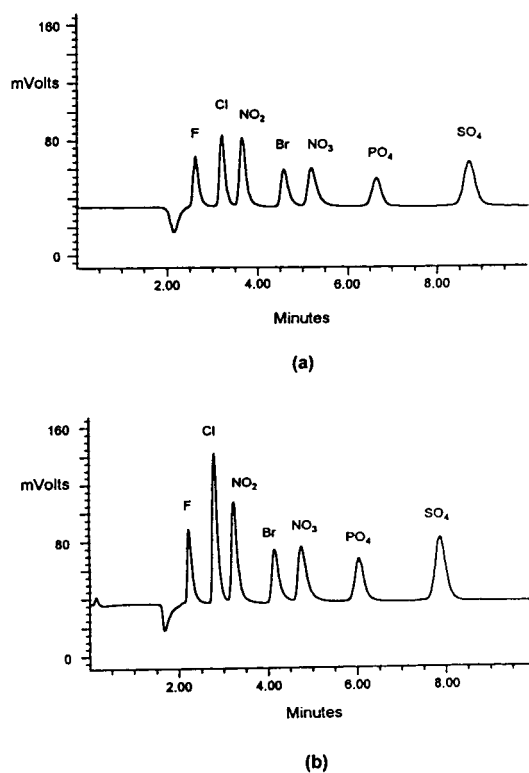 160
mVolts
Cl
NO₂
F
Br
NO₃
PO₄
SO₄
80
0
2.00 4.00 6.00 8.00
Minutes
(a)
160
Cl
mVolts
NO₂
F
Br
NO₃
PO₄
SO₄
80
0
2.00 4.00 6.00 8.00
Minutes
(b)